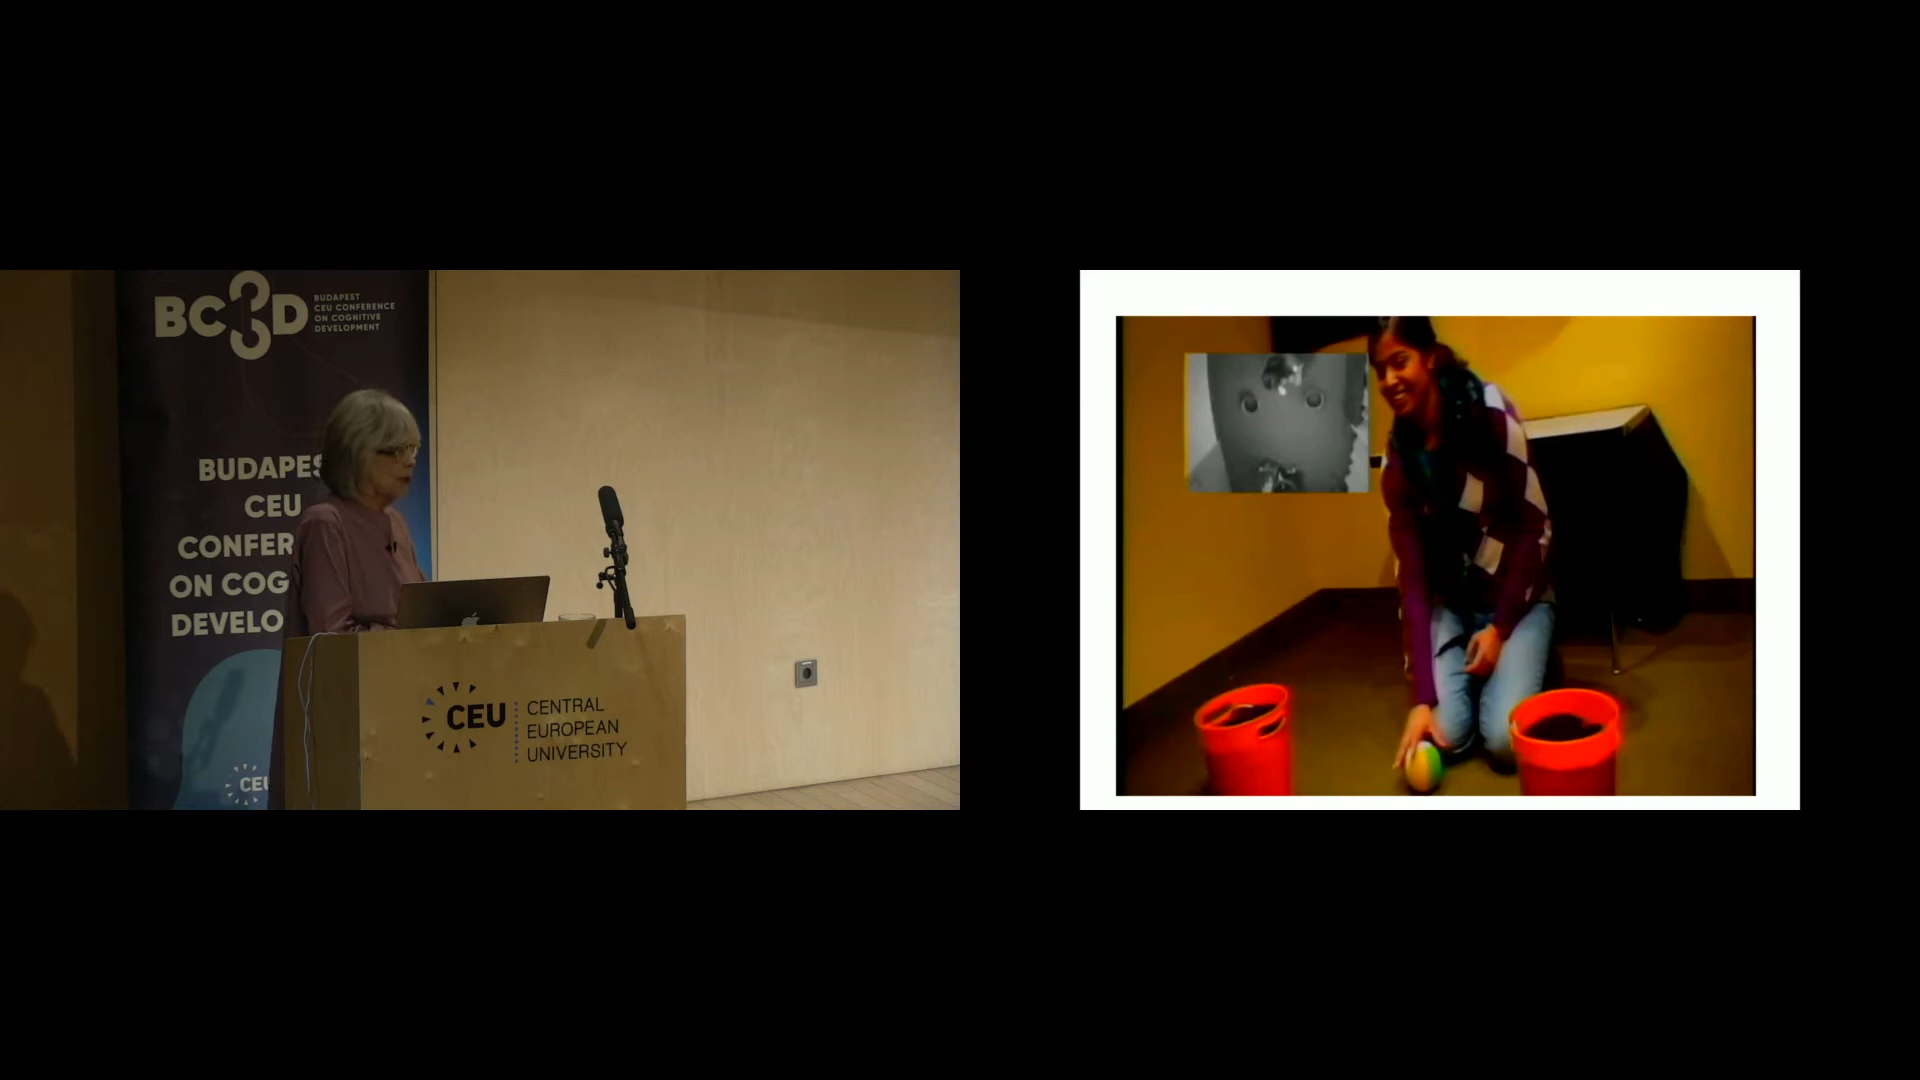 BC3D
BUDAPEST
CEU CONFERENCE
ON COGNITIVE
DEVELOPMENT
BUDAPES
CEU
CONFER
ON COG
DEVELO
CEU
CEU
CENTRAL
EUROPEAN
UNIVERSITY